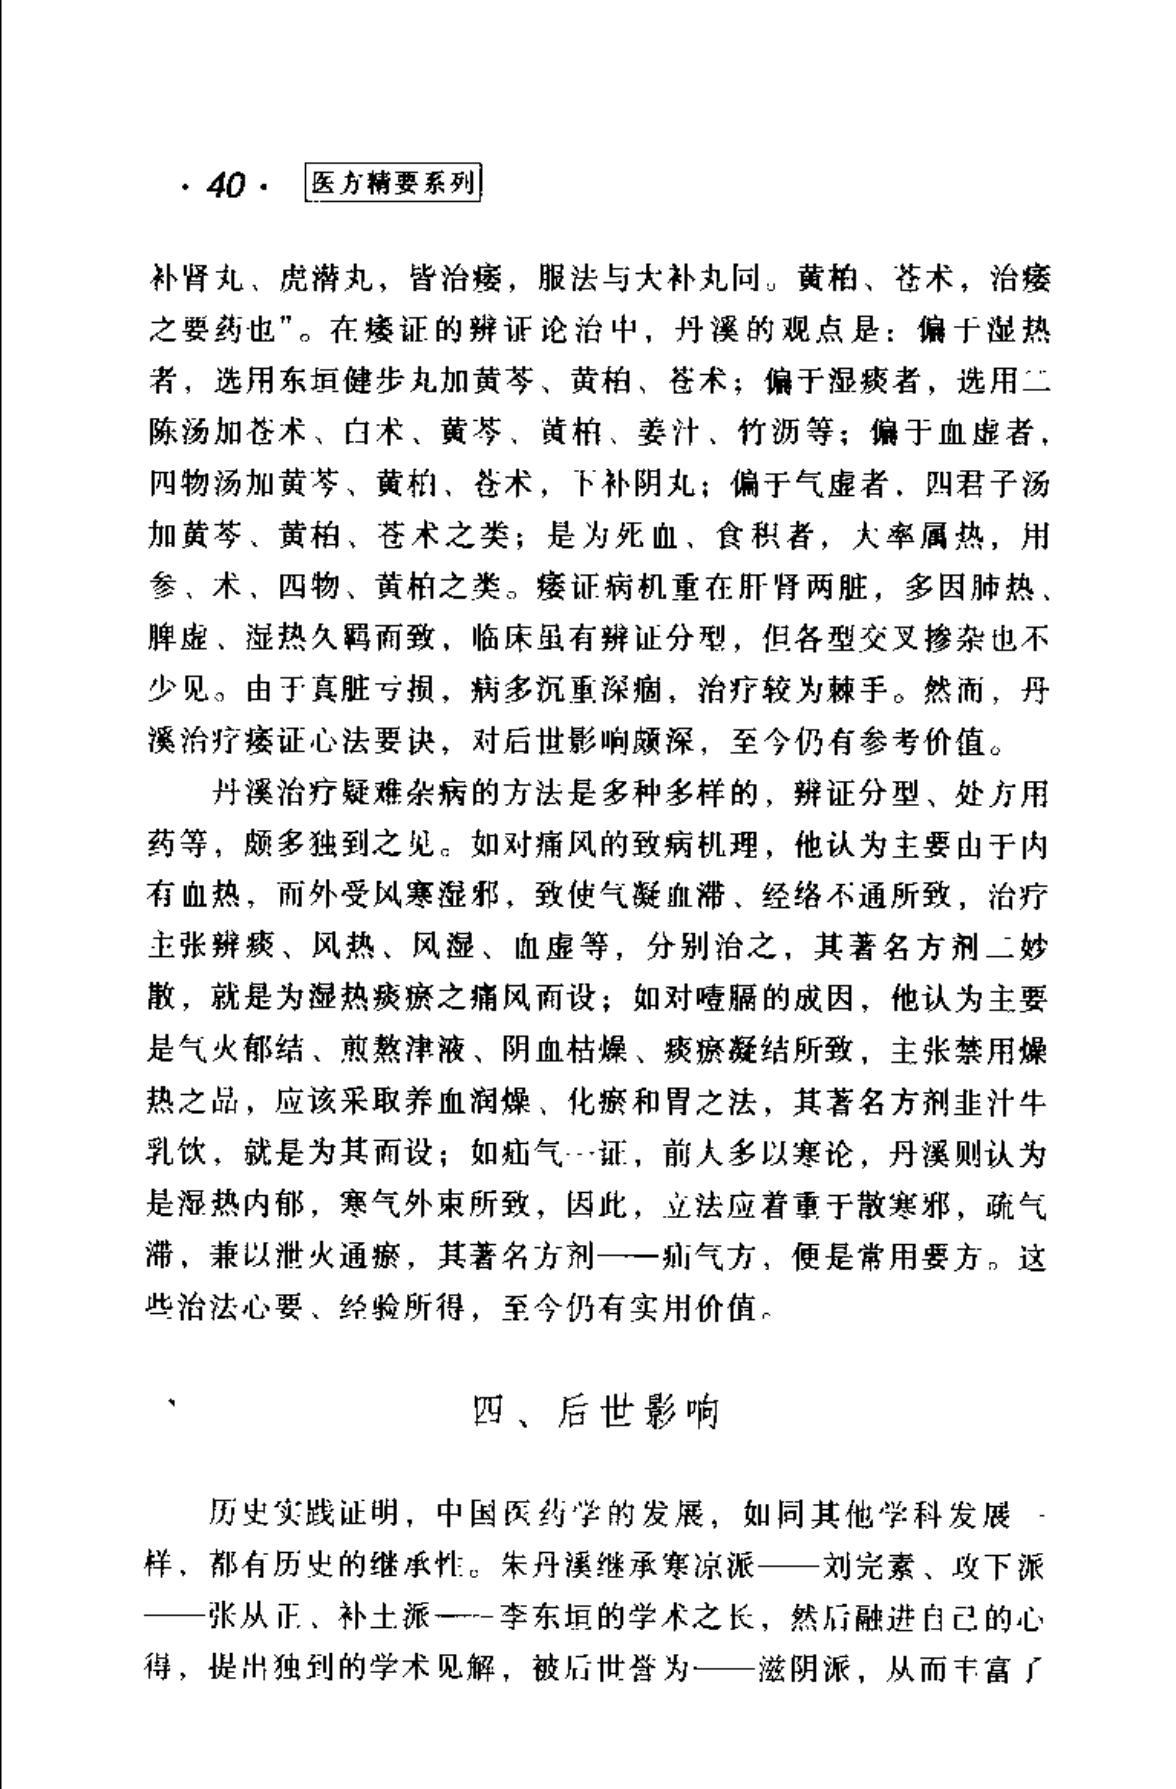 · 40 · 医方精要系列
补肾丸、虎潜丸，皆治痿，服法与大补丸同。黄柏、苍术，治痿
之要药也”。在痿证的辨证论治中，丹溪的观点是：偏于湿热
者，选用东垣健步丸加黄芩、黄柏、苍术；偏于湿痰者，选用二
陈汤加苍术、白术、黄芩、黄柏、姜汁、竹沥等；偏于血虚者，
四物汤加黄芩、黄柏、苍术，下补阴丸；偏于气虚者，四君子汤
加黄芩、黄柏、苍术之类；是为死血、食积者，大率属热，用
参、术、四物、黄柏之类。痿证病机重在肝肾两脏，多因肺热、
脾虚、湿热久羁而致，临床虽有辨证分型，但各型交叉掺杂也不
少见。由于真脏亏损，病多沉重深痼，治疗较为棘手。然而，丹
溪治疗痿证心法要诀，对后世影响颇深，至今仍有参考价值。
丹溪治疗疑难杂病的方法是多种多样的，辨证分型、处方用
药等，颇多独到之见。如对痛风的致病机理，他认为主要由于内
有血热，而外受风寒湿邪，致使气凝血滞、经络不通所致，治疗
主张辨痰、风热、风湿、血虚等，分别治之，其著名方剂二妙
散，就是为湿热痰瘀之痛风而设；如对噎膈的成因，他认为主要
是气火郁结、煎熬津液、阴血枯燥、痰瘀凝结所致，主张禁用燥
热之品，应该采取养血润燥、化瘀和胃之法，其著名方剂韭汁牛
乳饮，就是为其而设；如疝气一证，前人多以寒论，丹溪则认为
是湿热内郁，寒气外束所致，因此，立法应着重于散寒邪，疏气
滞，兼以泄火通瘀，其著名方剂——疝气方，便是常用要方。这
些治法心要、经验所得，至今仍有实用价值。
四、后世影响
历史实践证明，中国医药学的发展，如同其他学科发展一
样，都有历史的继承性。朱丹溪继承寒凉派——刘完素、攻下派
——张从正、补土派——李东垣的学术之长，然后融进自己的心
得，提出独到的学术见解，被后世誉为——滋阴派，从而丰富了